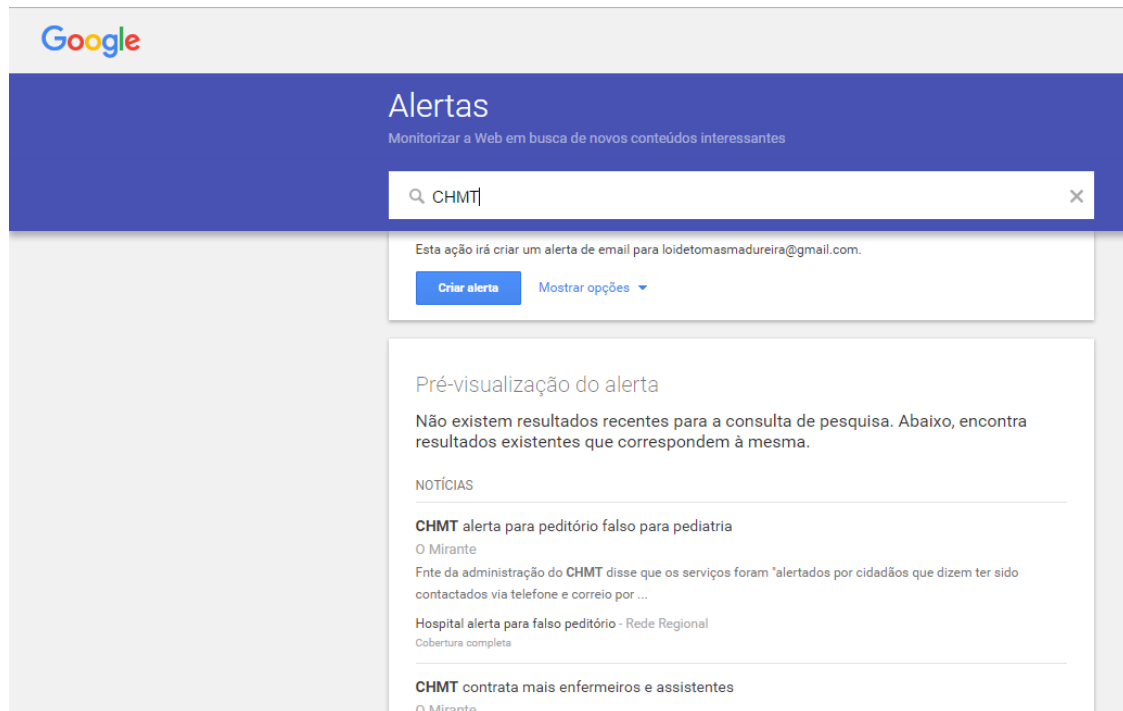 Google
Alertas
Monitorizar a Web em busca de novos conteúdos interessantes
CHMT
Esta ação irá criar um alerta de email para loidetomasmadureira@gmail.com.
Criar alerta
Mostrar opções
Pré-visualização do alerta
Não existem resultados recentes para a consulta de pesquisa. Abaixo, encontra
resultados existentes que correspondem à mesma.
NOTÍCIAS
CHMT alerta para peditório falso para pediatria
O Mirante
Fnte da administração do CHMT disse que os serviços foram "alertados por cidadãos que dizem ter sido
contactados via telefone e correio por ...
Hospital alerta para falso peditório - Rede Regional
Cobertura completa
CHMT contrata mais enfermeiros e assistentes
O Mirante